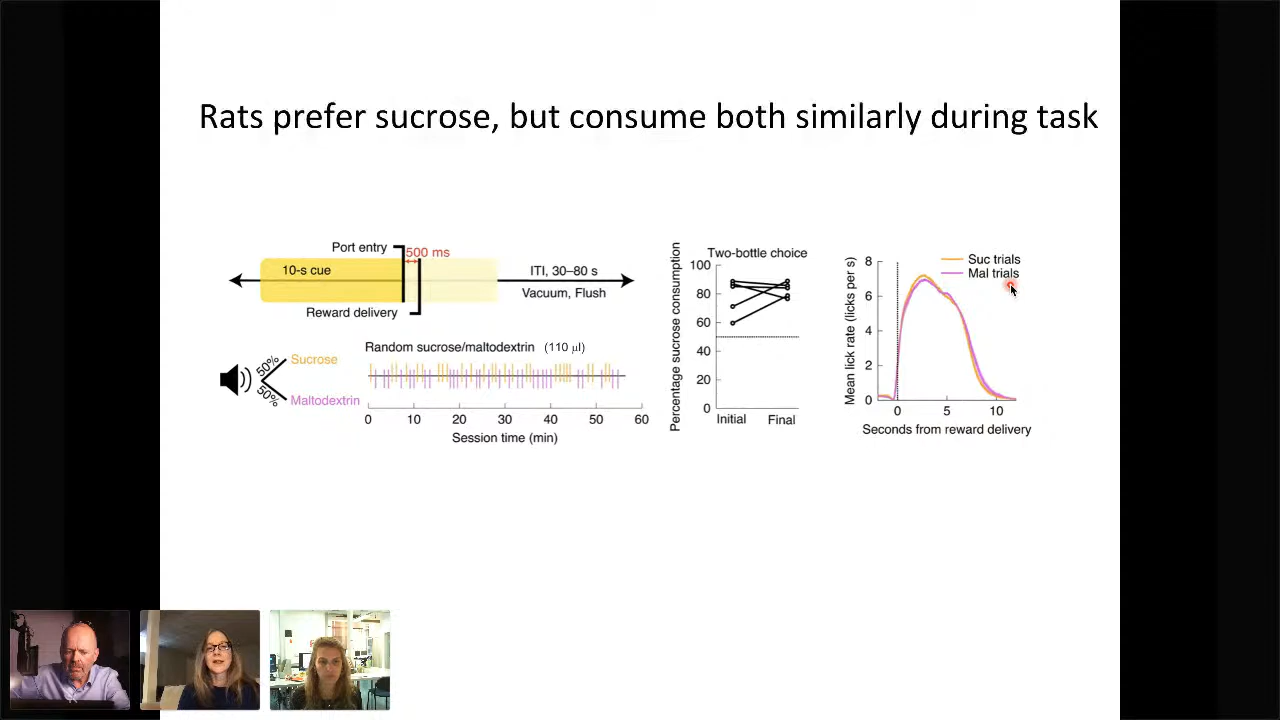 Rats prefer sucrose, but consume both similarly during task
Port entry
500 ms
10-s cue
ITI, 30–80 s
Vacuum, Flush
Reward delivery
Random sucrose/maltodextrin (110 µl)
50%
Sucrose
50%
Maltodextrin
0 10 20 30 40 50 60
Session time (min)
Two-bottle choice
Percentage sucrose consumption
100
80
60
40
20
0
Initial Final
Suc trials
Mal trials
Mean lick rate (licks per s)
8
6
4
2
0
0 5 10
Seconds from reward delivery